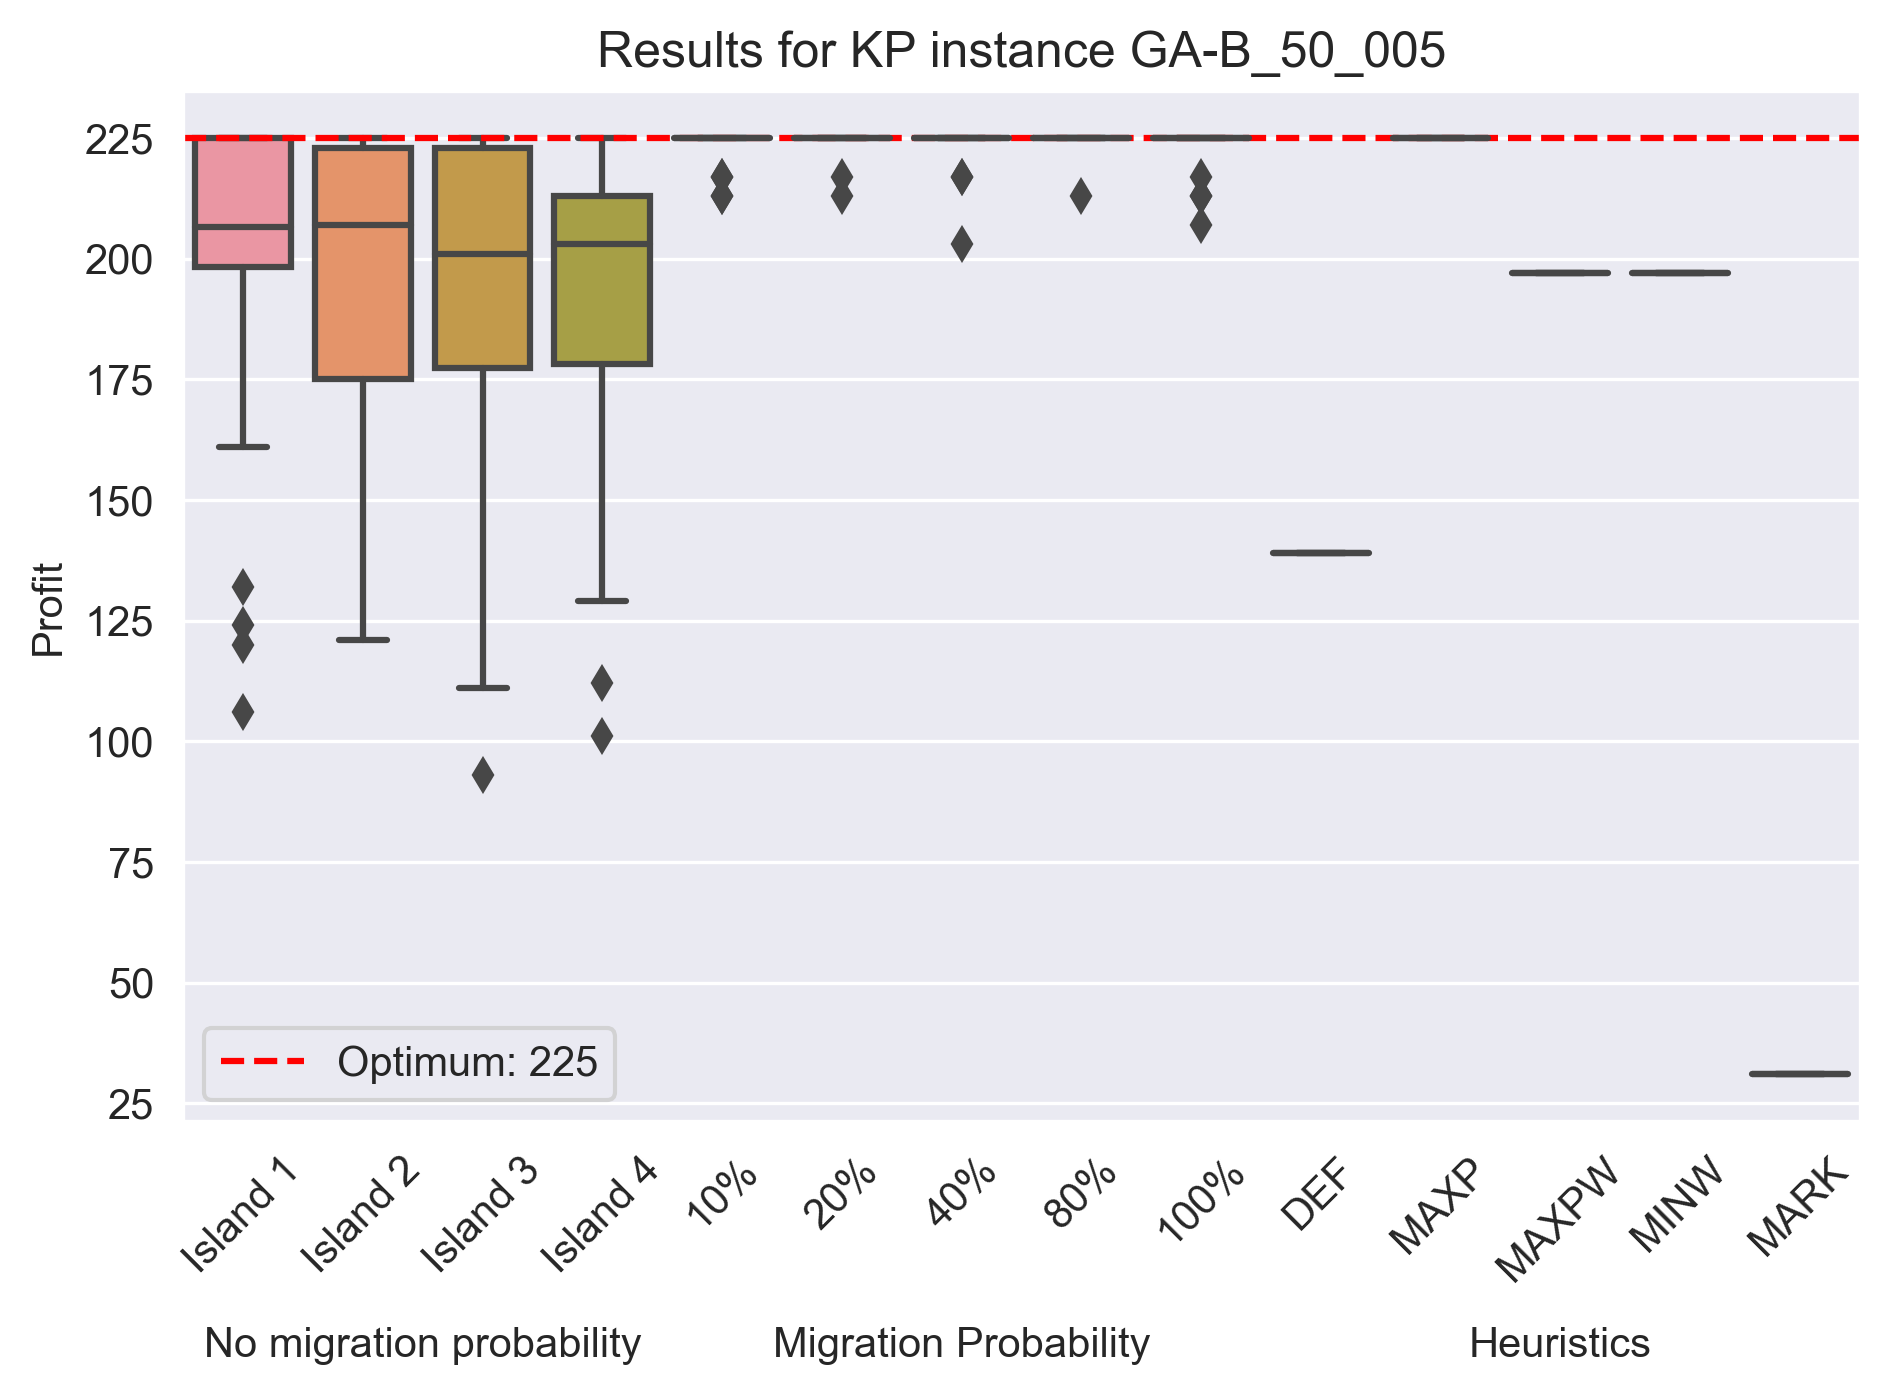 Results for KP instance GA-B_50_005
Profit
225
200
175
150
125
100
75
50
25
Optimum: 225
Island 1
Island 2
Island 3
Island 4
10%
20%
40%
80%
100%
DEF
MAXP
MAXPW
MINW
MARK
No migration probability
Migration Probability
Heuristics